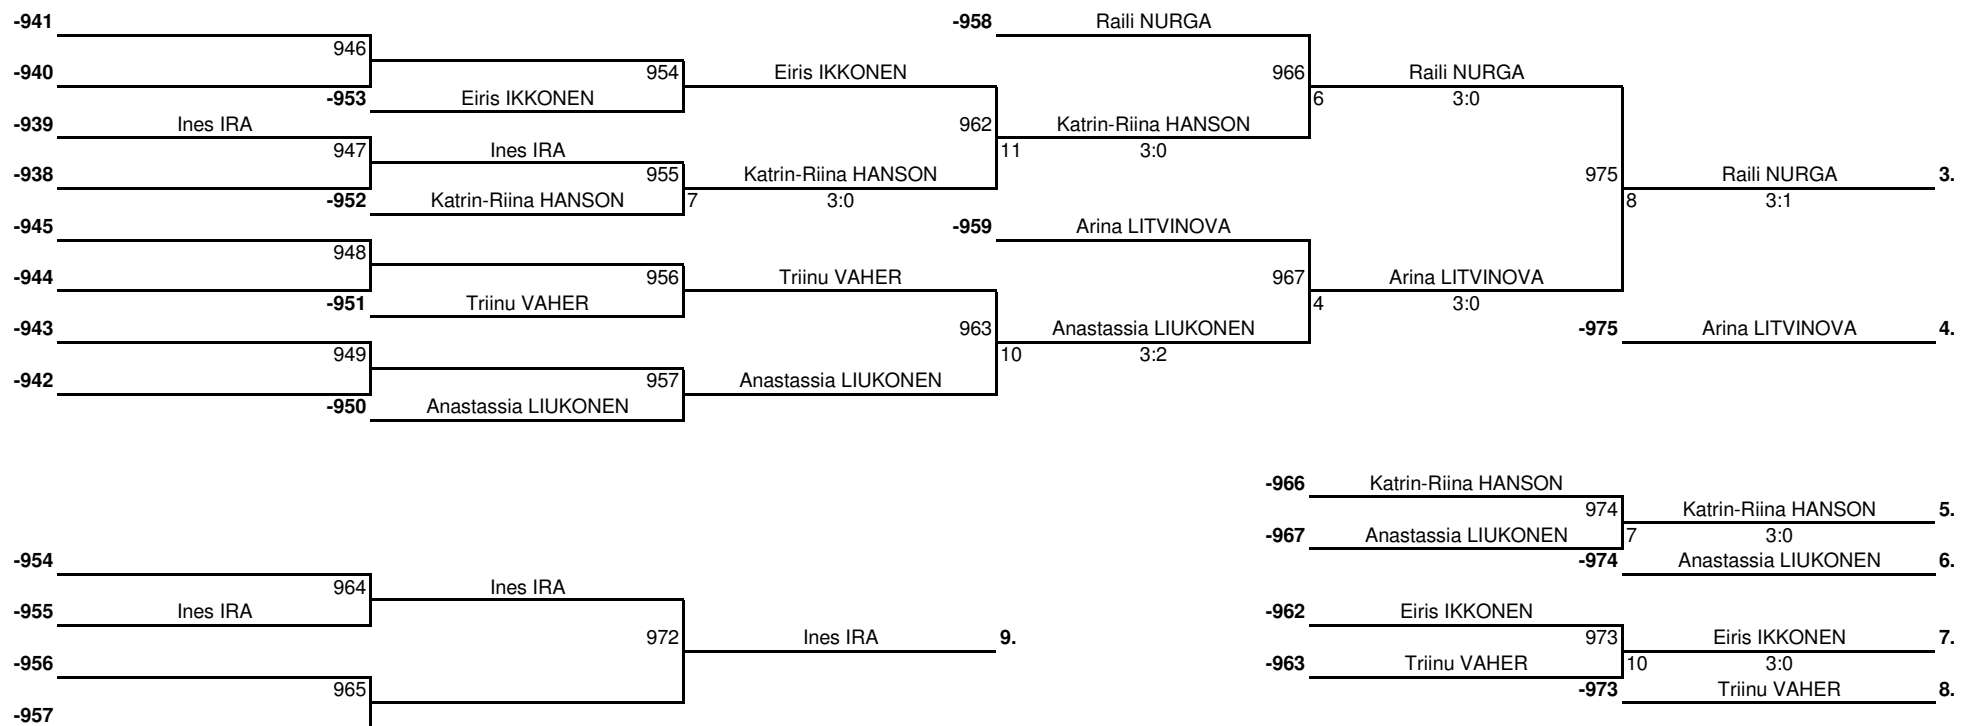 -941
-958 Raili NURGA
946
-940 954 Eiris IKKONEN 966 Raili NURGA
-953 Eiris IKKONEN 6 3:0
-939 Ines IRA 962 Katrin-Riina HANSON
947 Ines IRA 11 3:0
-938 955 Katrin-Riina HANSON 975 Raili NURGA 3.
-952 Katrin-Riina HANSON 7 3:0 8 3:1
-945 -959 Arina LITVINOVA
948
-944 956 Triinu VAHER 967 Arina LITVINOVA
-951 Triinu VAHER 4 3:0
-943 963 Anastassia LIUKONEN -975 Arina LITVINOVA 4.
949 10 3:2
-942 957 Anastassia LIUKONEN
-950 Anastassia LIUKONEN
-966 Katrin-Riina HANSON
974 Katrin-Riina HANSON 5.
-967 Anastassia LIUKONEN 7 3:0
-954 -974 Anastassia LIUKONEN 6.
964 Ines IRA
-955 Ines IRA -962 Eiris IKKONEN
972 Ines IRA 9. 973 Eiris IKKONEN 7.
-956 -963 Triinu VAHER 10 3:0
965 -973 Triinu VAHER 8.
-957